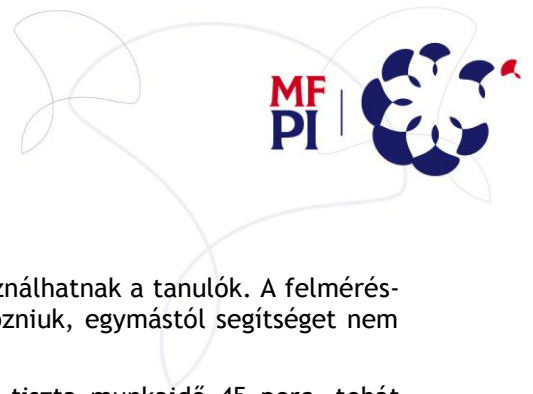 MF
PI
ználhatnak a tanulók. A felmérés-
ozniuk, egymástól segítséget nem
tiszta munkaidő 45 perc, tehát